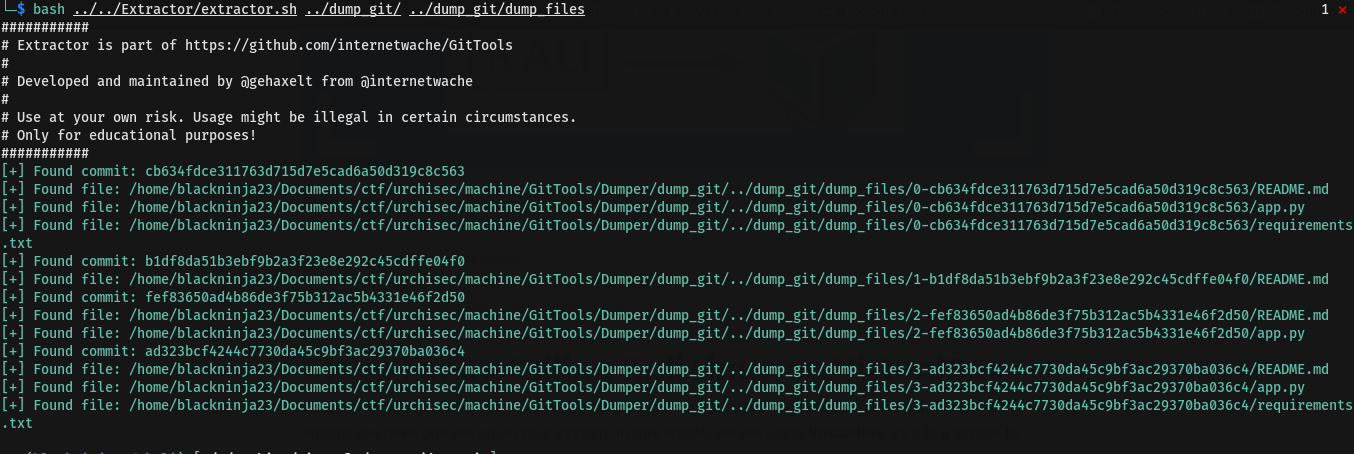 └─$ bash ../../Extractor/extractor.sh ../dump_git/ ../dump_git/dump_files 1 ⨯
###########
# Extractor is part of https://github.com/internetwache/GitTools
#
# Developed and maintained by @gehaxelt from @internetwache
#
# Use at your own risk. Usage might be illegal in certain circumstances.
# Only for educational purposes!
###########
[+] Found commit: cb634fdce311763d715d7e5cad6a50d319c8c563
[+] Found file: /home/blackninja23/Documents/ctf/urchisec/machine/GitTools/Dumper/dump_git/../dump_git/dump_files/0-cb634fdce311763d715d7e5cad6a50d319c8c563/README.md
[+] Found file: /home/blackninja23/Documents/ctf/urchisec/machine/GitTools/Dumper/dump_git/../dump_git/dump_files/0-cb634fdce311763d715d7e5cad6a50d319c8c563/app.py
[+] Found file: /home/blackninja23/Documents/ctf/urchisec/machine/GitTools/Dumper/dump_git/../dump_git/dump_files/0-cb634fdce311763d715d7e5cad6a50d319c8c563/requirements
.txt
[+] Found commit: b1df8da51b3ebf9b2a3f23e8e292c45cdffe04f0
[+] Found file: /home/blackninja23/Documents/ctf/urchisec/machine/GitTools/Dumper/dump_git/../dump_git/dump_files/1-b1df8da51b3ebf9b2a3f23e8e292c45cdffe04f0/README.md
[+] Found commit: fef83650ad4b86de3f75b312ac5b4331e46f2d50
[+] Found file: /home/blackninja23/Documents/ctf/urchisec/machine/GitTools/Dumper/dump_git/../dump_git/dump_files/2-fef83650ad4b86de3f75b312ac5b4331e46f2d50/README.md
[+] Found file: /home/blackninja23/Documents/ctf/urchisec/machine/GitTools/Dumper/dump_git/../dump_git/dump_files/2-fef83650ad4b86de3f75b312ac5b4331e46f2d50/app.py
[+] Found commit: ad323bcf4244c7730da45c9bf3ac29370ba036c4
[+] Found file: /home/blackninja23/Documents/ctf/urchisec/machine/GitTools/Dumper/dump_git/../dump_git/dump_files/3-ad323bcf4244c7730da45c9bf3ac29370ba036c4/README.md
[+] Found file: /home/blackninja23/Documents/ctf/urchisec/machine/GitTools/Dumper/dump_git/../dump_git/dump_files/3-ad323bcf4244c7730da45c9bf3ac29370ba036c4/app.py
[+] Found file: /home/blackninja23/Documents/ctf/urchisec/machine/GitTools/Dumper/dump_git/../dump_git/dump_files/3-ad323bcf4244c7730da45c9bf3ac29370ba036c4/requirements
.txt